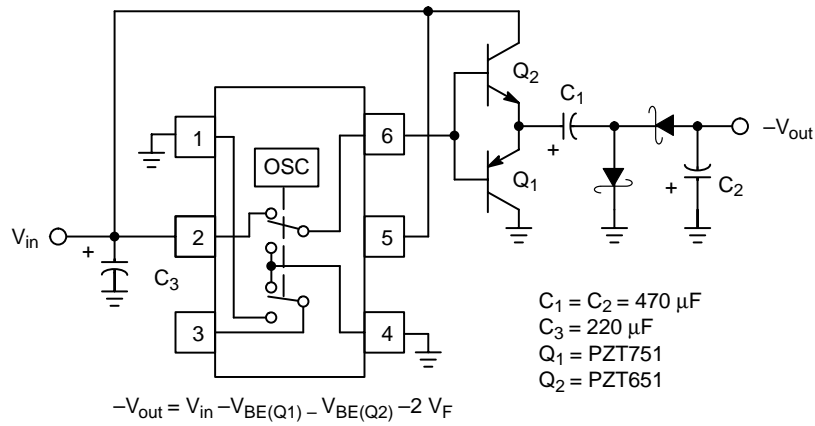 Q2
C1
+
6
1
OSC
–Vout
Q1
+
C2
Vin
+
2
5
C3
3
4
C1 = C2 = 470 μF
C3 = 220 μF
Q1 = PZT751
Q2 = PZT651
–Vout = Vin –VBE(Q1) – VBE(Q2) –2 VF